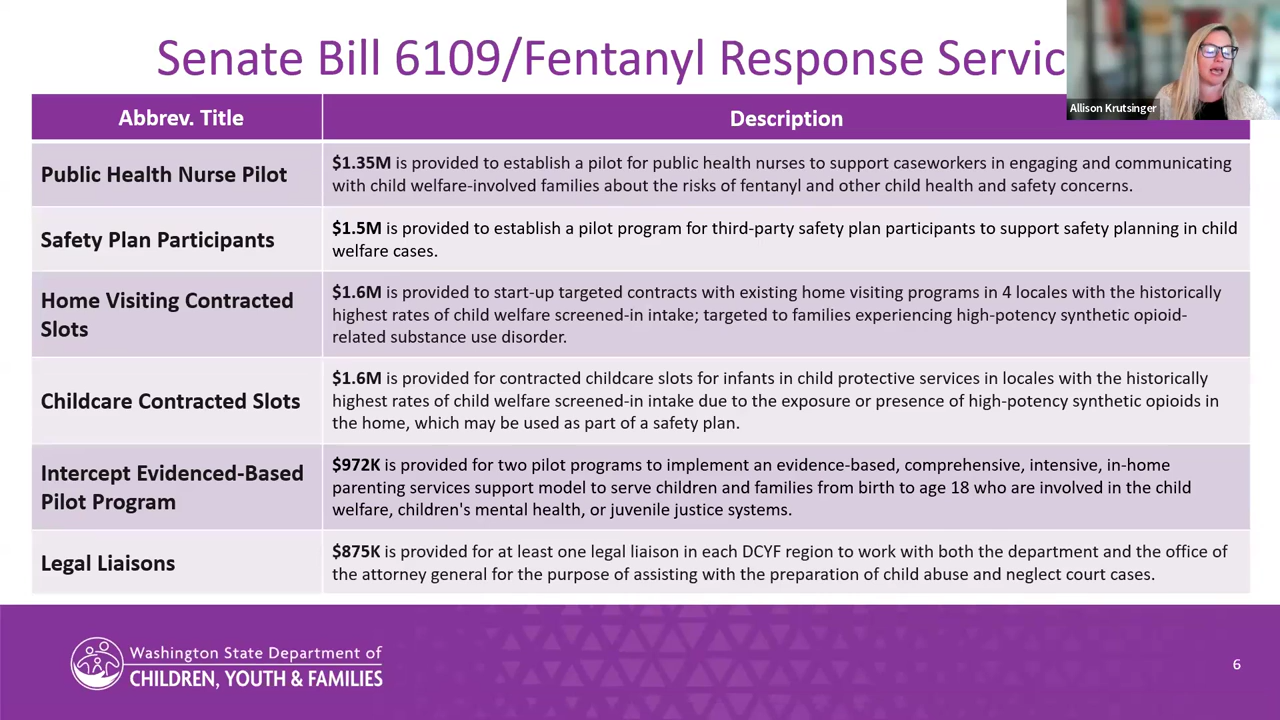 Senate Bill 6109/Fentanyl Response Servic
Allison Krutsinger
Abbrev. Title
Description
Public Health Nurse Pilot
$1.35M is provided to establish a pilot for public health nurses to support caseworkers in engaging and communicating
with child welfare-involved families about the risks of fentanyl and other child health and safety concerns.
Safety Plan Participants
$1.5M is provided to establish a pilot program for third-party safety plan participants to support safety planning in child
welfare cases.
Home Visiting Contracted
Slots
$1.6M is provided to start-up targeted contracts with existing home visiting programs in 4 locales with the historically
highest rates of child welfare screened-in intake; targeted to families experiencing high-potency synthetic opioid-
related substance use disorder.
Childcare Contracted Slots
$1.6M is provided for contracted childcare slots for infants in child protective services in locales with the historically
highest rates of child welfare screened-in intake due to the exposure or presence of high-potency synthetic opioids in
the home, which may be used as part of a safety plan.
Intercept Evidenced-Based
Pilot Program
$972K is provided for two pilot programs to implement an evidence-based, comprehensive, intensive, in-home
parenting services support model to serve children and families from birth to age 18 who are involved in the child
welfare, children's mental health, or juvenile justice systems.
Legal Liaisons
$875K is provided for at least one legal liaison in each DCYF region to work with both the department and the office of
the attorney general for the purpose of assisting with the preparation of child abuse and neglect court cases.
Washington State Department of
CHILDREN, YOUTH & FAMILIES
6